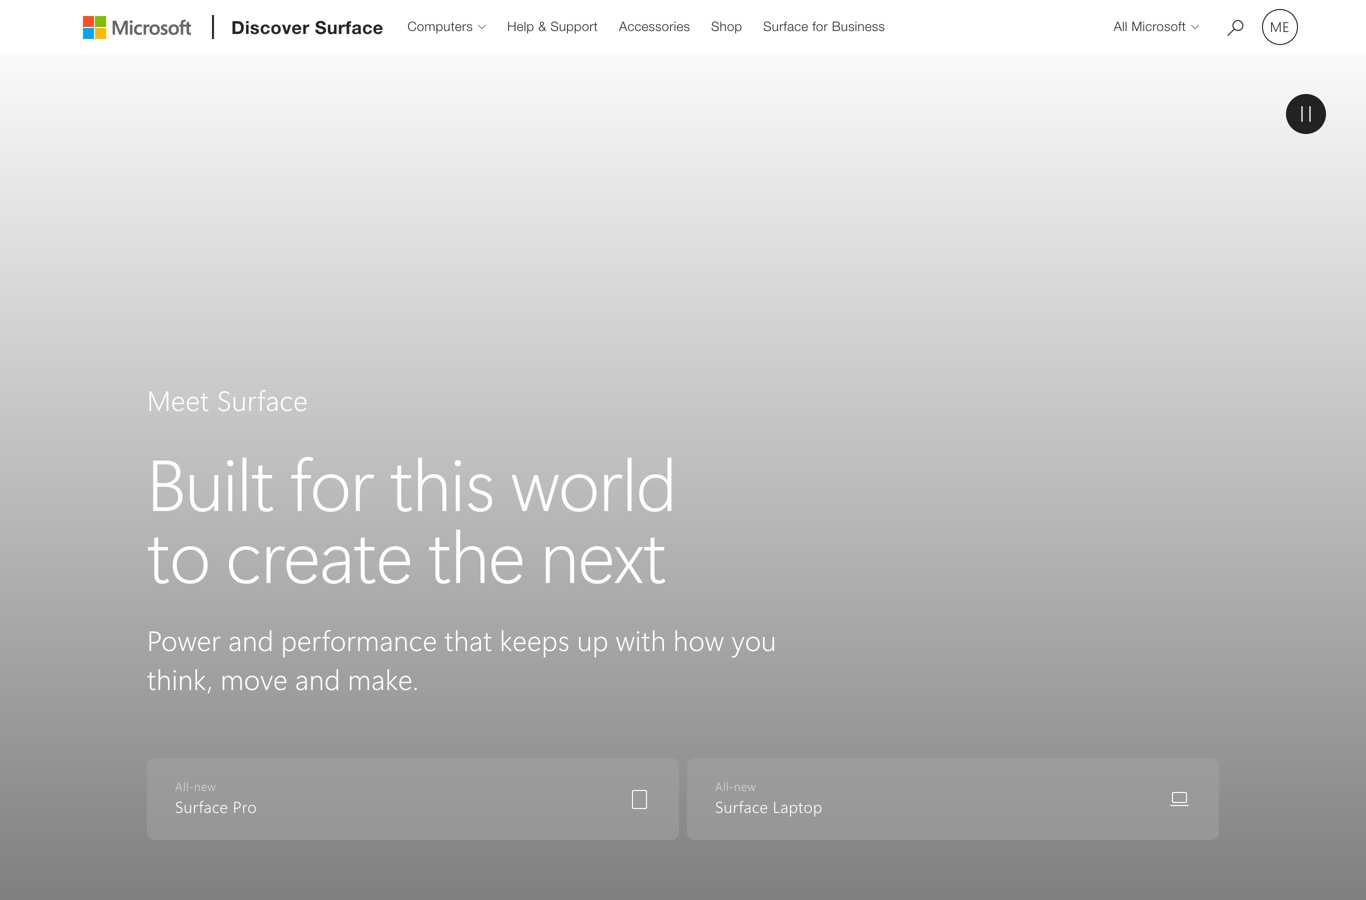 Microsoft
Discover Surface
Computers
Help & Support
Accessories
Shop
Surface for Business
All Microsoft
ME
Meet Surface
Built for this world
to create the next
Power and performance that keeps up with how you
think, move and make.
All-new
Surface Pro
All-new
Surface Laptop